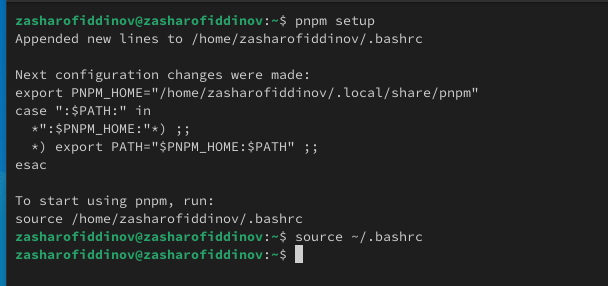 zasharofiddinov@zasharofiddinov:~$ pnpm setup
Appended new lines to /home/zasharofiddinov/.bashrc

Next configuration changes were made:
export PNPM_HOME="/home/zasharofiddinov/.local/share/pnpm"
case ":$PATH:" in
  *":$PNPM_HOME:"*) ;;
  *) export PATH="$PNPM_HOME:$PATH" ;;
esac

To start using pnpm, run:
source /home/zasharofiddinov/.bashrc
zasharofiddinov@zasharofiddinov:~$ source ~/.bashrc
zasharofiddinov@zasharofiddinov:~$